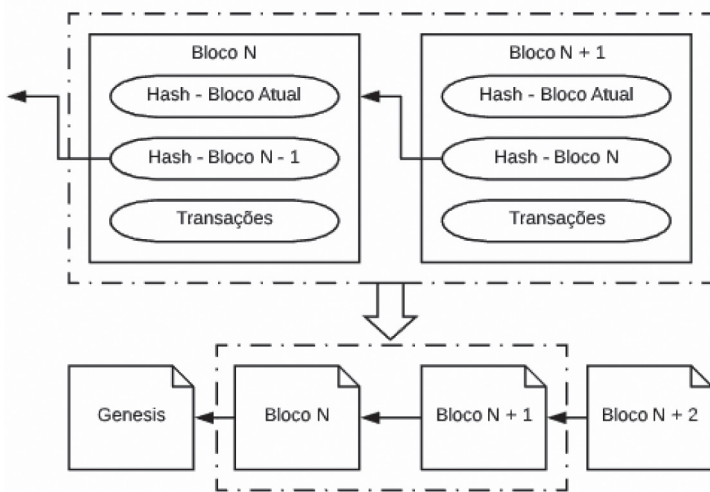 Bloco N
Bloco N + 1
Hash - Bloco Atual
Hash - Bloco Atual
Hash - Bloco N - 1
Hash - Bloco N
Transações
Transações
Genesis
Bloco N
Bloco N + 1
Bloco N + 2